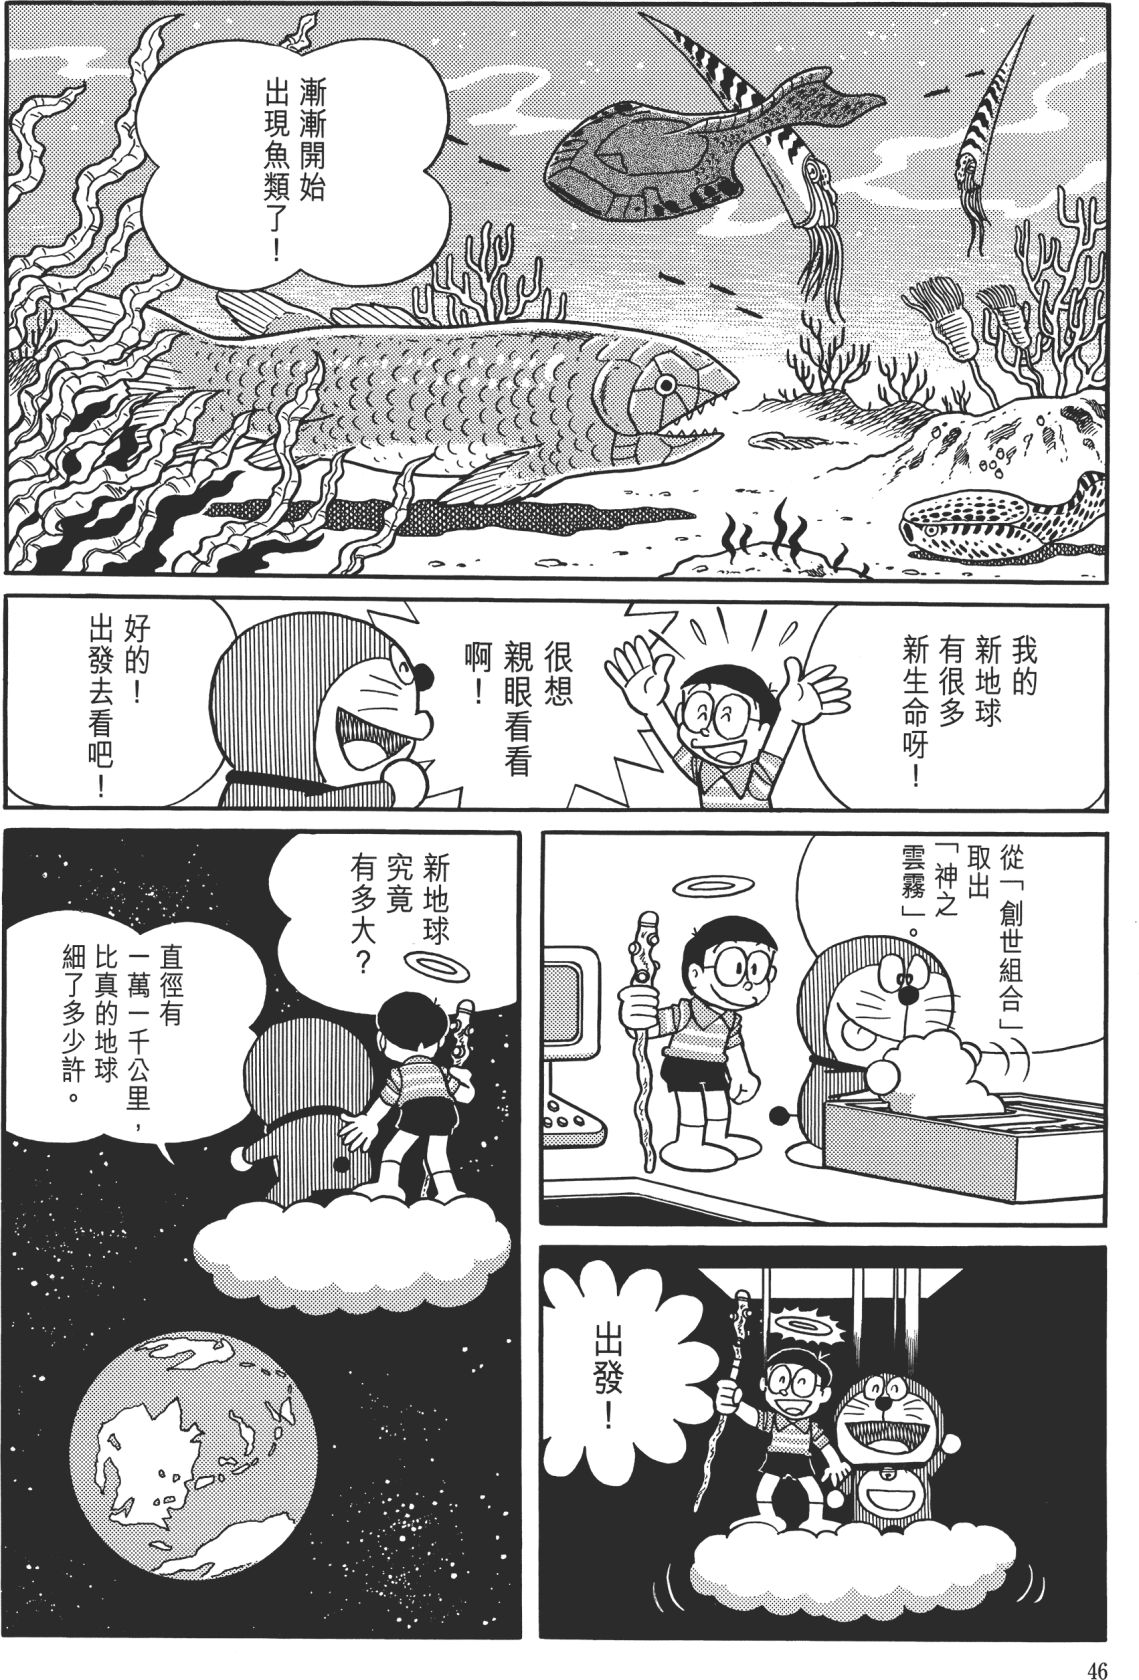 漸漸開始
出現魚類了！
我的
新地球
有很多
新生命呀！
很想
親眼看看
啊！
好的！
出發去看吧！
從「創世組合」
取出
「神之
雲霧」。
出發！
新地球
究竟
有多大？
直徑有
一萬一千公里，
比真的地球
細了多少許。
46